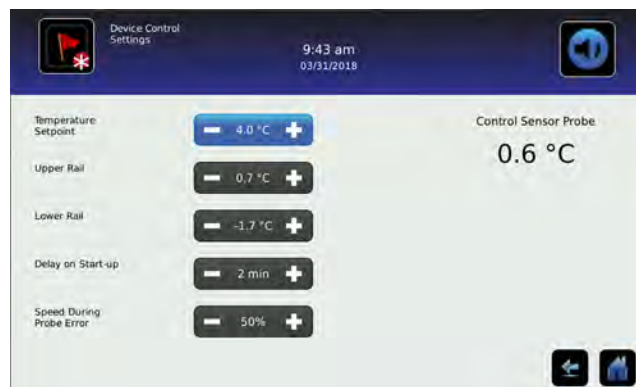 Device Control
Settings
9:43 am
03/31/2018
Temperature
Setpoint
4.0 °C
Control Sensor Probe
0.6 °C
Upper Rail
0.7 °C
Lower Rail
-1.7 °C
Delay on Start-up
2 min
Speed During
Probe Error
50%